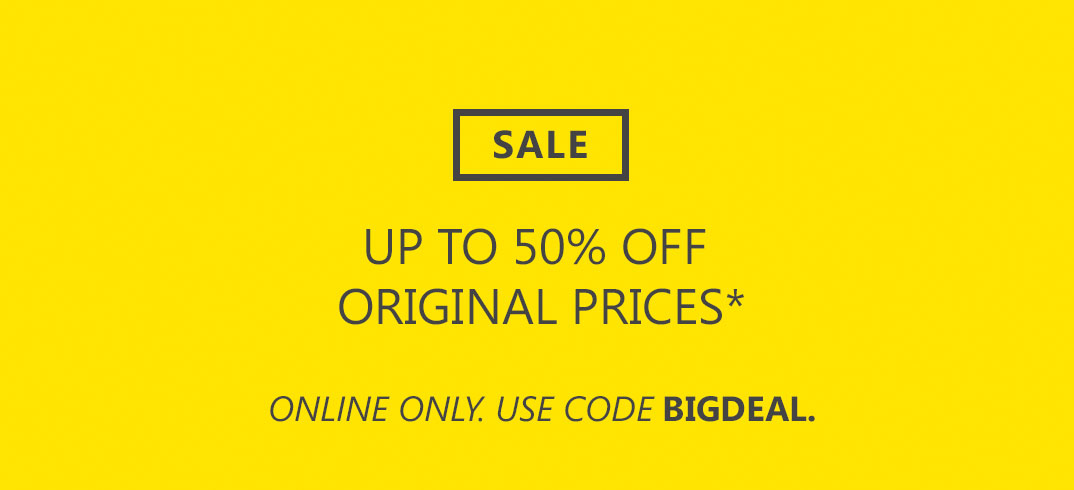 SALE
UP TO 50% OFF
ORIGINAL PRICES*
ONLINE ONLY. USE CODE BIGDEAL.